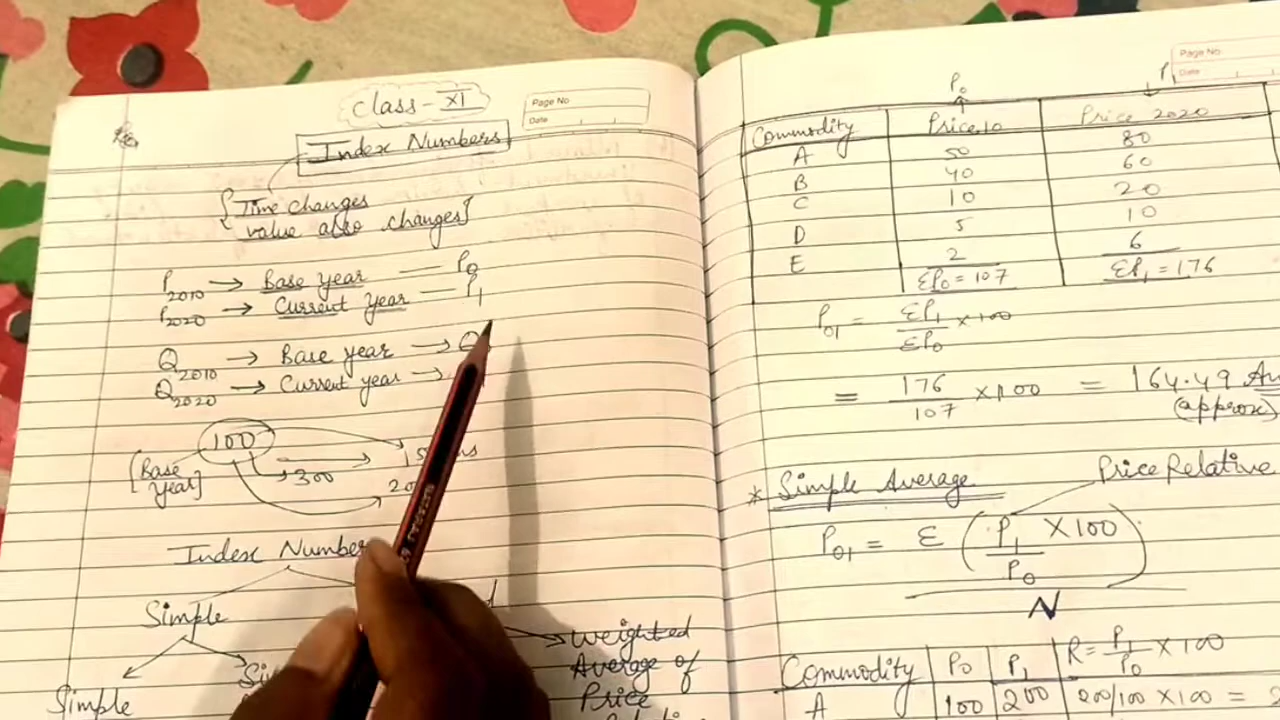 Class - XI
Page No
Date
Index Numbers
{Time changes
value also changes}
P2010 → Base year — P0
P2020 → Current year — P1
Q2010 → Base year → Q
Q2020 → Current year →
100
[Base year]
300
Index Number
Simple
Simple
Weighted
Average of
Price
Page No
Date
P0
Commodity Price 10 Price 2020
A 50 80
B 40 60
C 10 20
D 5 10
E 2 6
ΣP0 = 107 ΣP1 = 176
P01 = ΣP1/ΣP0 × 100
= 176/107 × 100 = 164.49
(approx)
* Simple Average Price Relative
P01 = Σ (P1/P0 × 100) / N
Commodity P0 P1 R = P1/P0 × 100
A 100 200 200/100 × 100 =